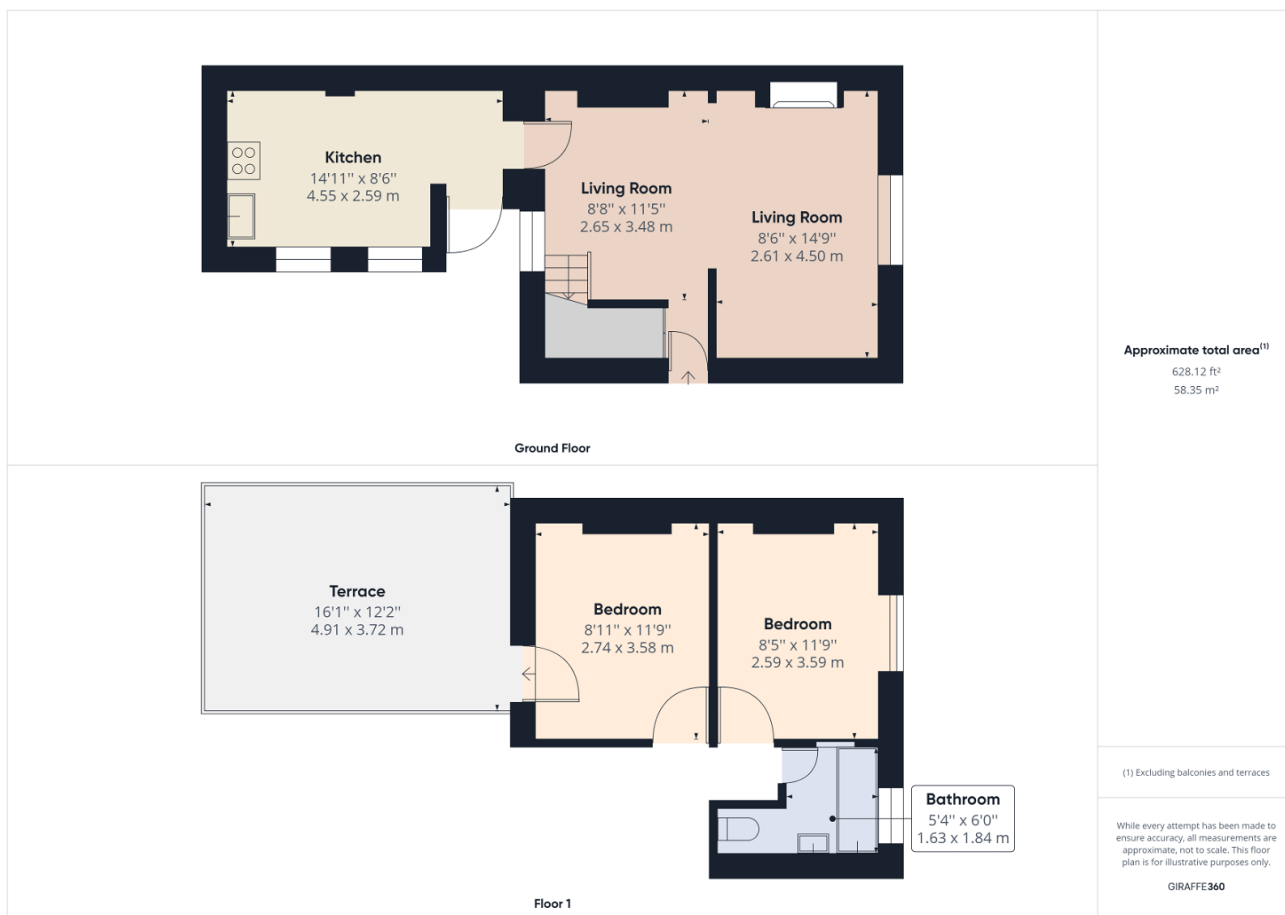 Kitchen
14'11'' x 8'6''
4.55 x 2.59 m
Living Room
8'8'' x 11'5''
2.65 x 3.48 m
Living Room
8'6'' x 14'9''
2.61 x 4.50 m
Ground Floor
Approximate total area(1)
628.12 ft²
58.35 m²
Terrace
16'1'' x 12'2''
4.91 x 3.72 m
Bedroom
8'11'' x 11'9''
2.74 x 3.58 m
Bedroom
8'5'' x 11'9''
2.59 x 3.59 m
Bathroom
5'4'' x 6'0''
1.63 x 1.84 m
Floor 1
(1) Excluding balconies and terraces
While every attempt has been made to
ensure accuracy, all measurements are
approximate, not to scale. This floor
plan is for illustrative purposes only.
GIRAFFE360